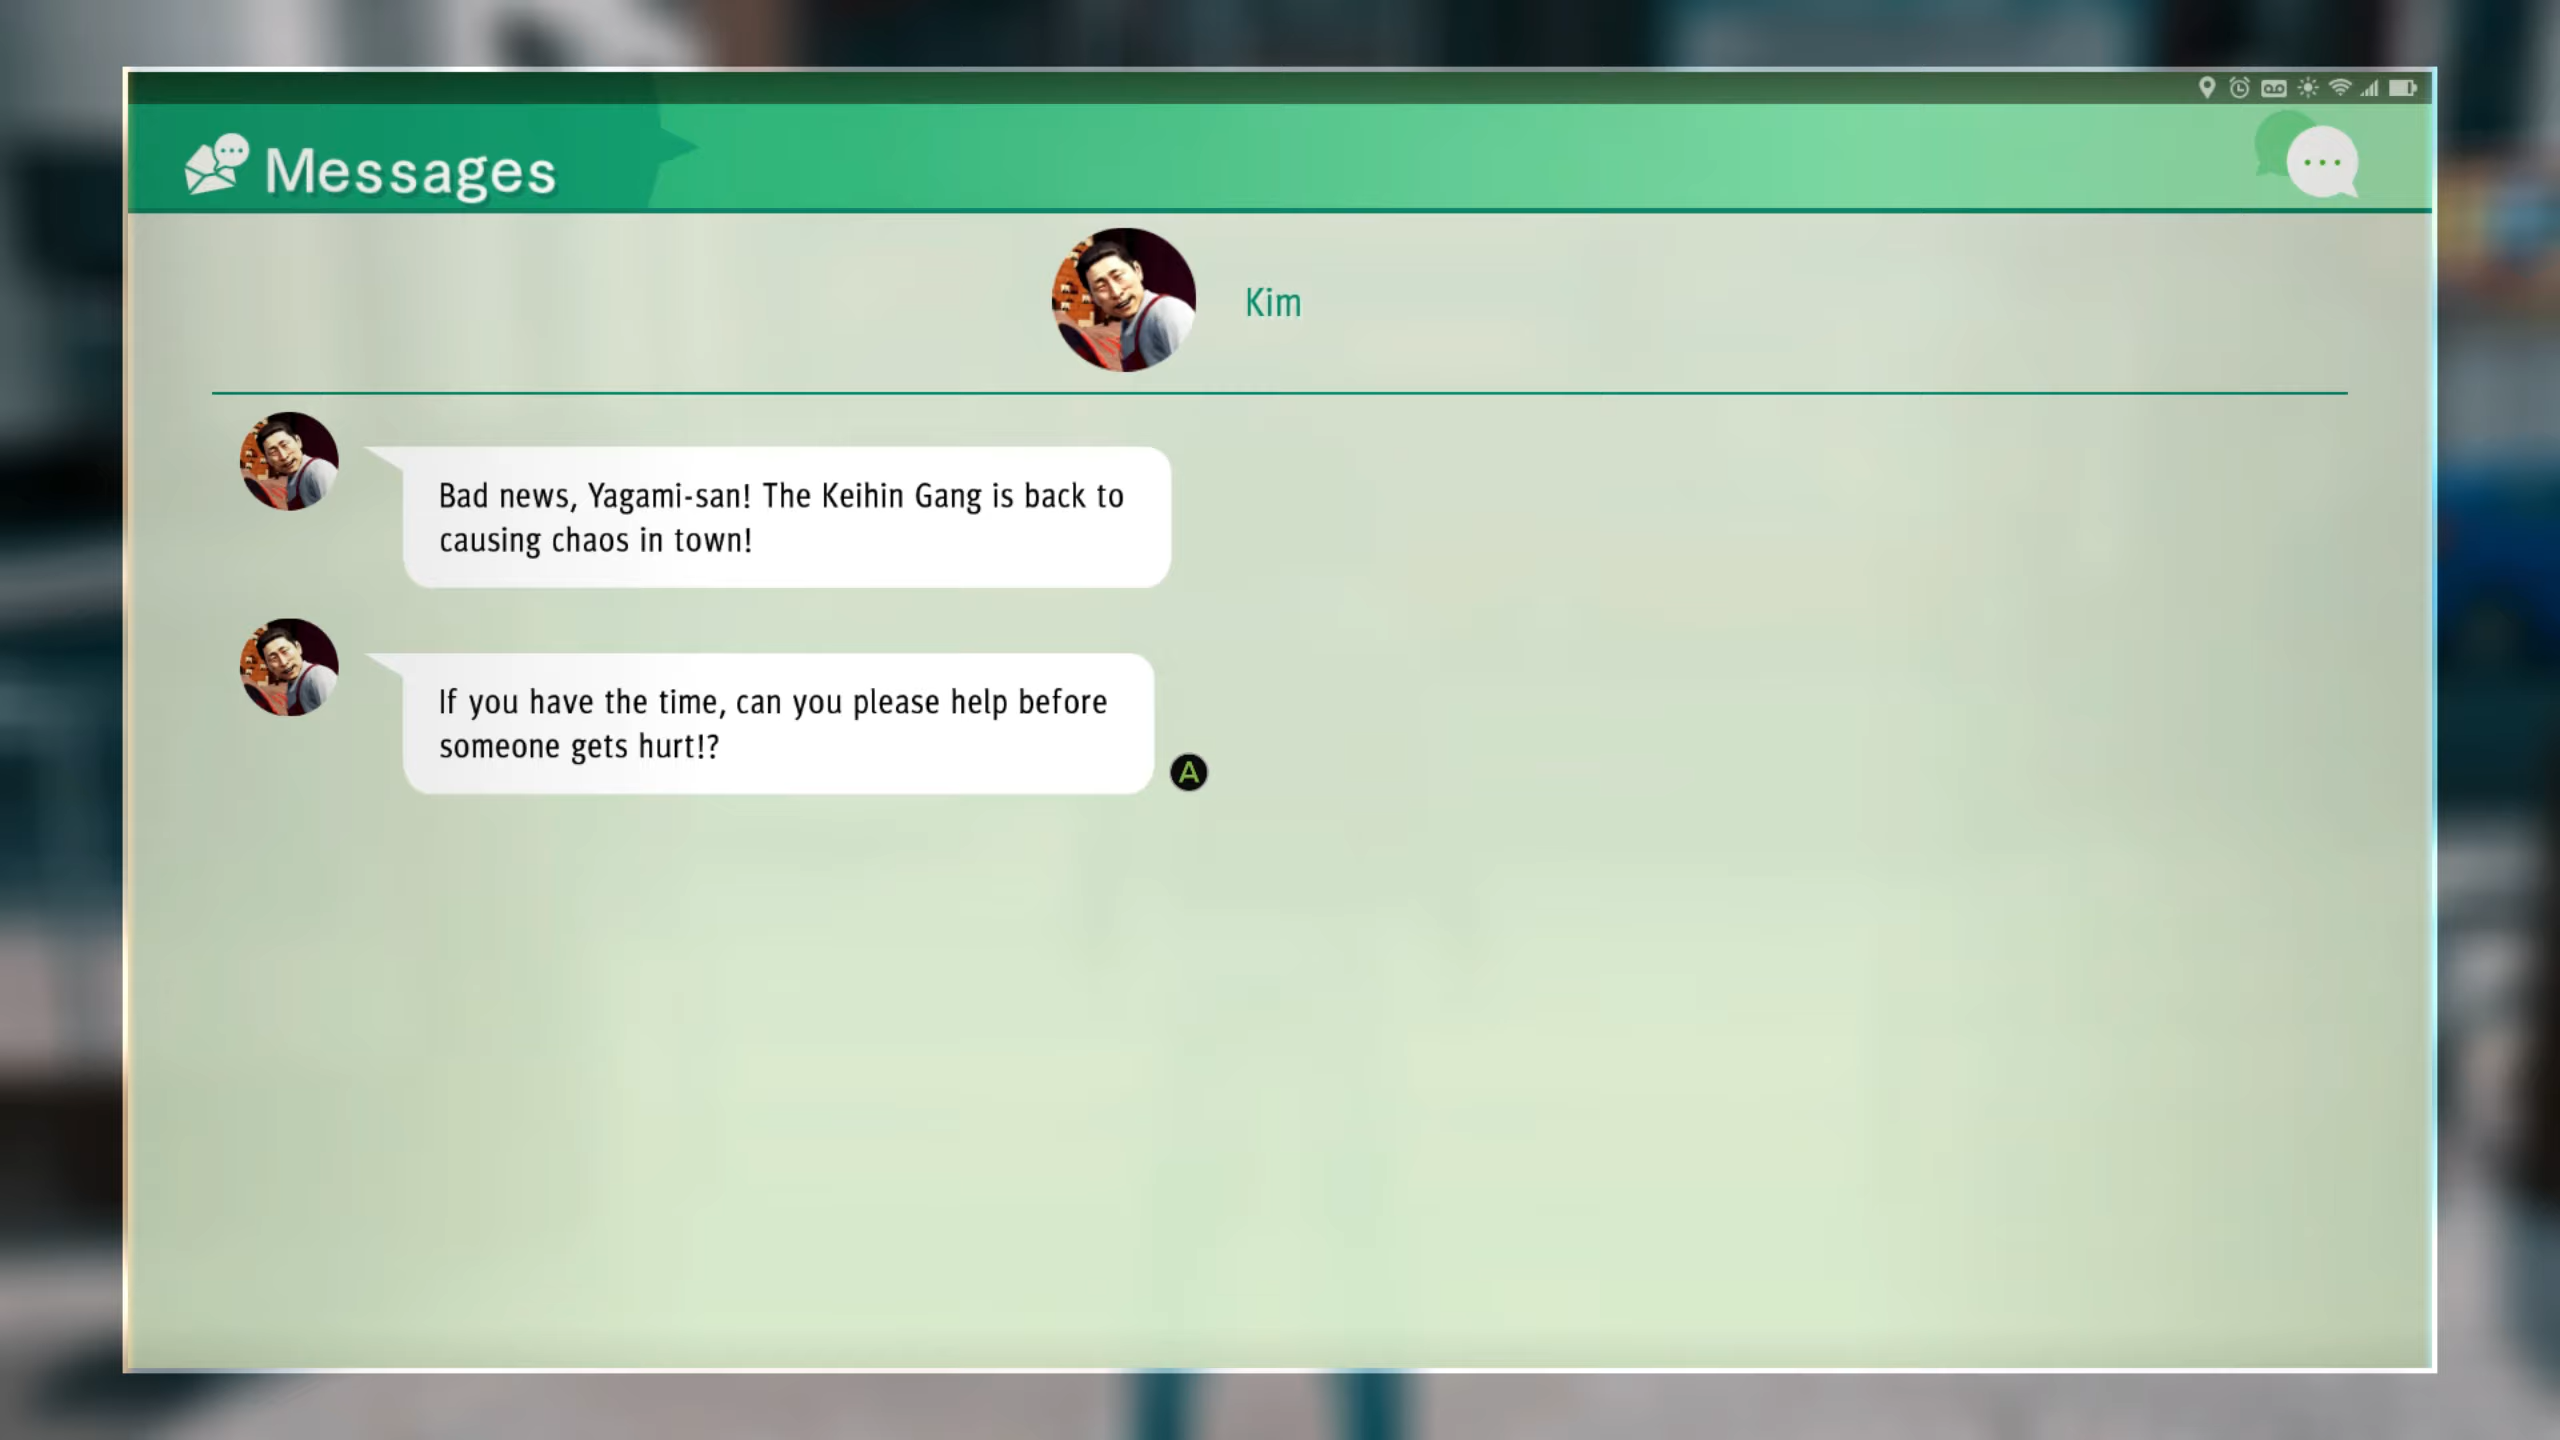 Messages
Kim
Bad news, Yagami-san! The Keihin Gang is back to
causing chaos in town!
If you have the time, can you please help before
someone gets hurt!?
A